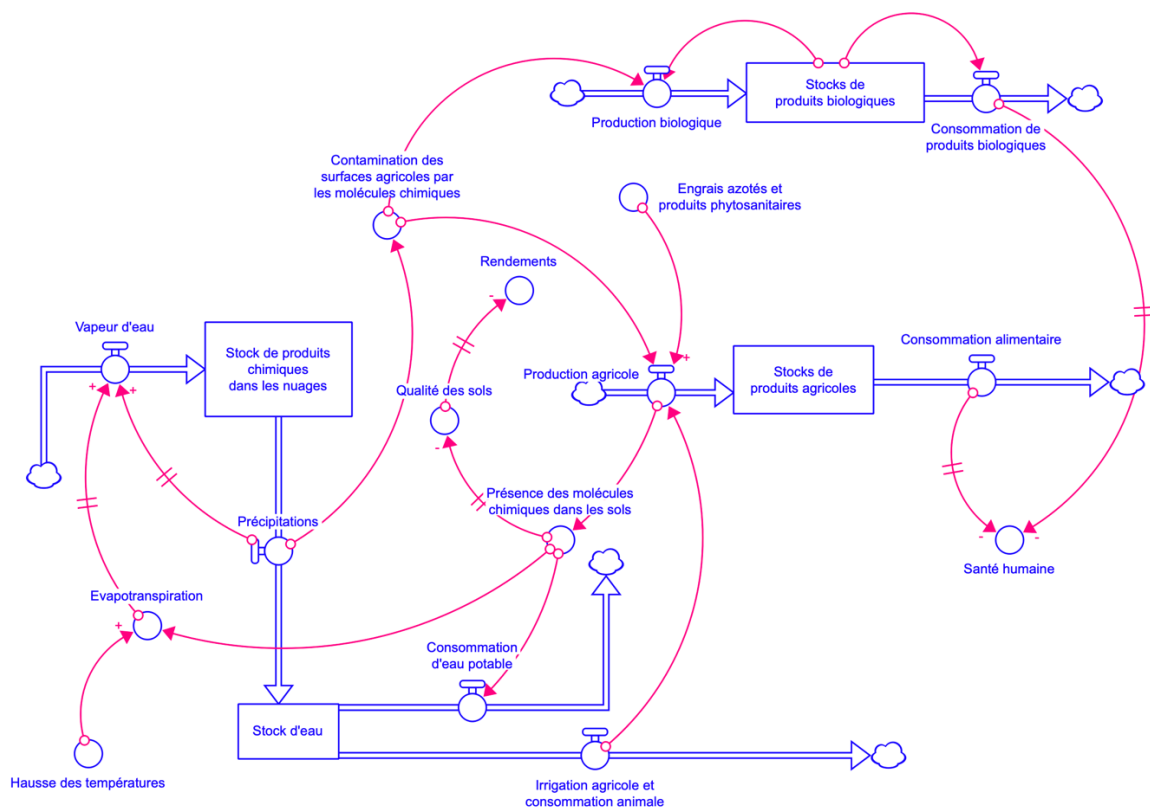 Stocks de
produits biologiques
Production biologique
Consommation de
produits biologiques
Contamination des
surfaces agricoles par
les molécules chimiques
Engrais azotés et
produits phytosanitaires
Rendements
-
Vapeur d'eau
Stock de produits
chimiques
dans les nuages
+
+
Qualité des sols
-
Production agricole
+
Stocks de
produits agricoles
Consommation alimentaire
Présence des molécules
chimiques dans les sols
Précipitations
-
-
Santé humaine
Evapotranspiration
+
Consommation
d'eau potable
Stock d'eau
Hausse des températures
Irrigation agricole et
consommation animale